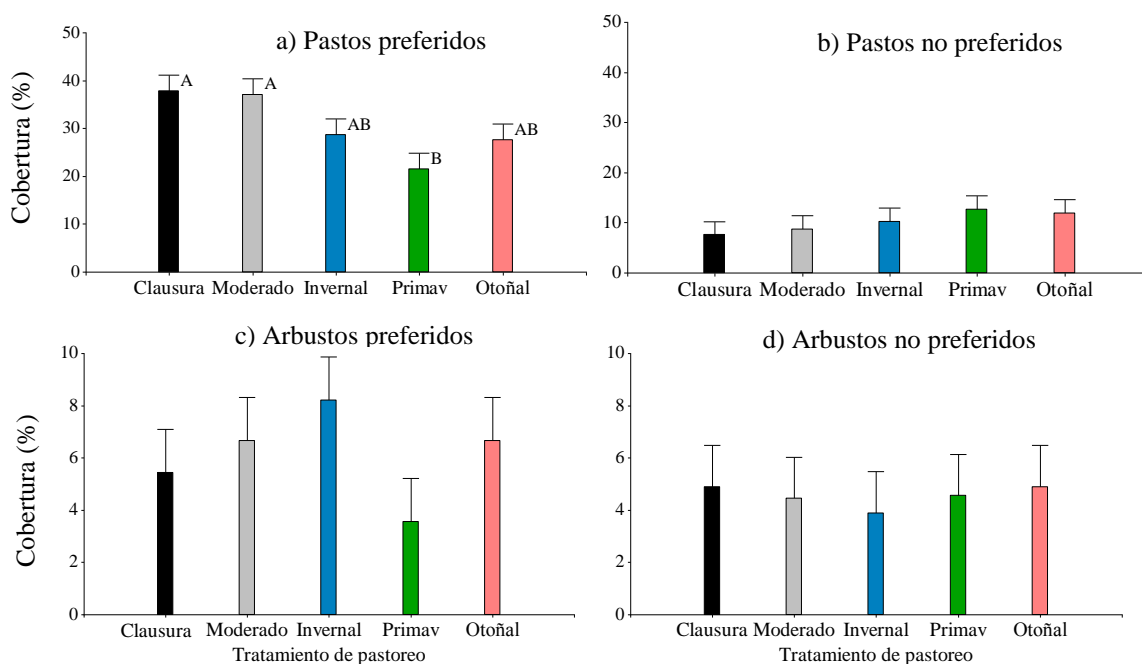 a) Pastos preferidos
Cobertura (%)
50
40
30
20
10
0
A
A
AB
B
AB
Clausura Moderado Invernal Primav Otoñal
b) Pastos no preferidos
50
40
30
20
10
0
Clausura Moderado Invernal Primav Otoñal
c) Arbustos preferidos
Cobertura (%)
10
8
6
4
2
0
Clausura Moderado Invernal Primav Otoñal
Tratamiento de pastoreo
d) Arbustos no preferidos
10
8
6
4
2
0
Clausura Moderado Invernal Primav Otoñal
Tratamiento de pastoreo